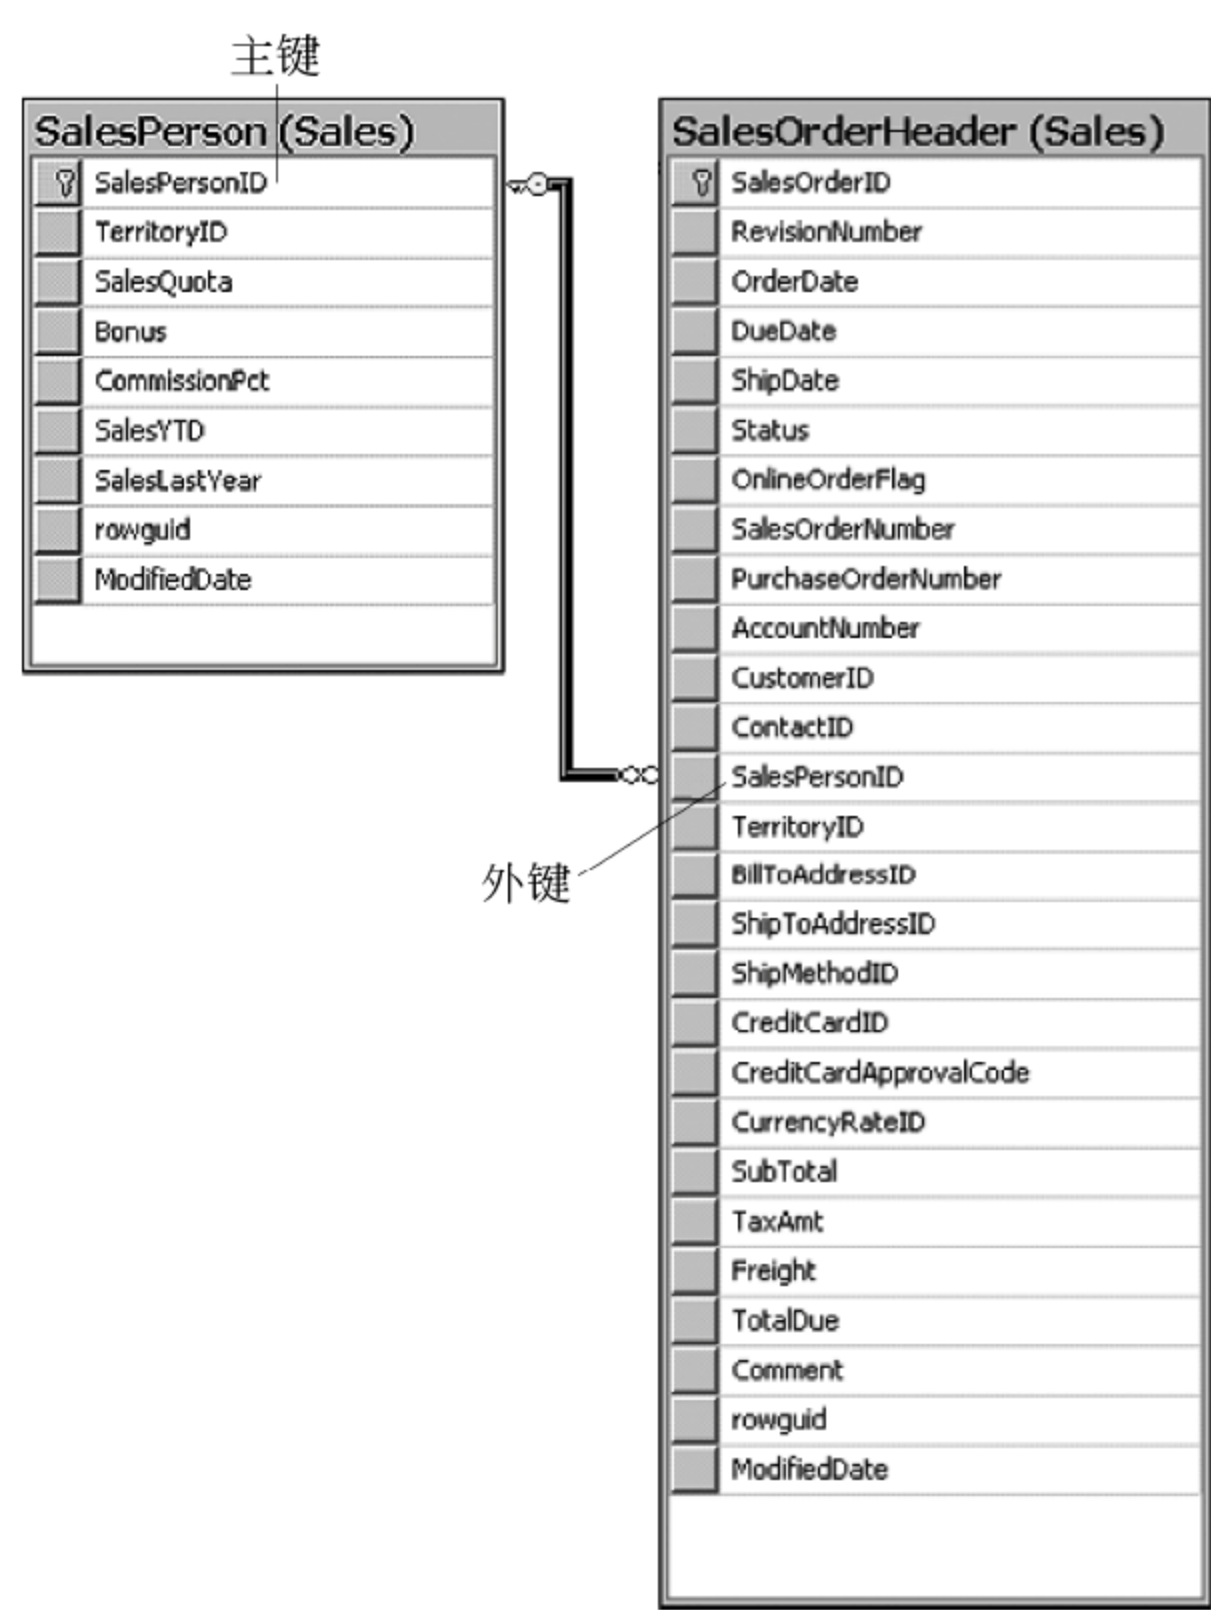 主键
SalesPerson (Sales)
SalesPersonID
TerritoryID
SalesQuota
Bonus
CommissionPct
SalesYTD
SalesLastYear
rowguid
ModifiedDate
SalesOrderHeader (Sales)
SalesOrderID
RevisionNumber
OrderDate
DueDate
ShipDate
Status
OnlineOrderFlag
SalesOrderNumber
PurchaseOrderNumber
AccountNumber
CustomerID
ContactID
SalesPersonID
TerritoryID
BillToAddressID
ShipToAddressID
ShipMethodID
CreditCardID
CreditCardApprovalCode
CurrencyRateID
SubTotal
TaxAmt
Freight
TotalDue
Comment
rowguid
ModifiedDate
外键